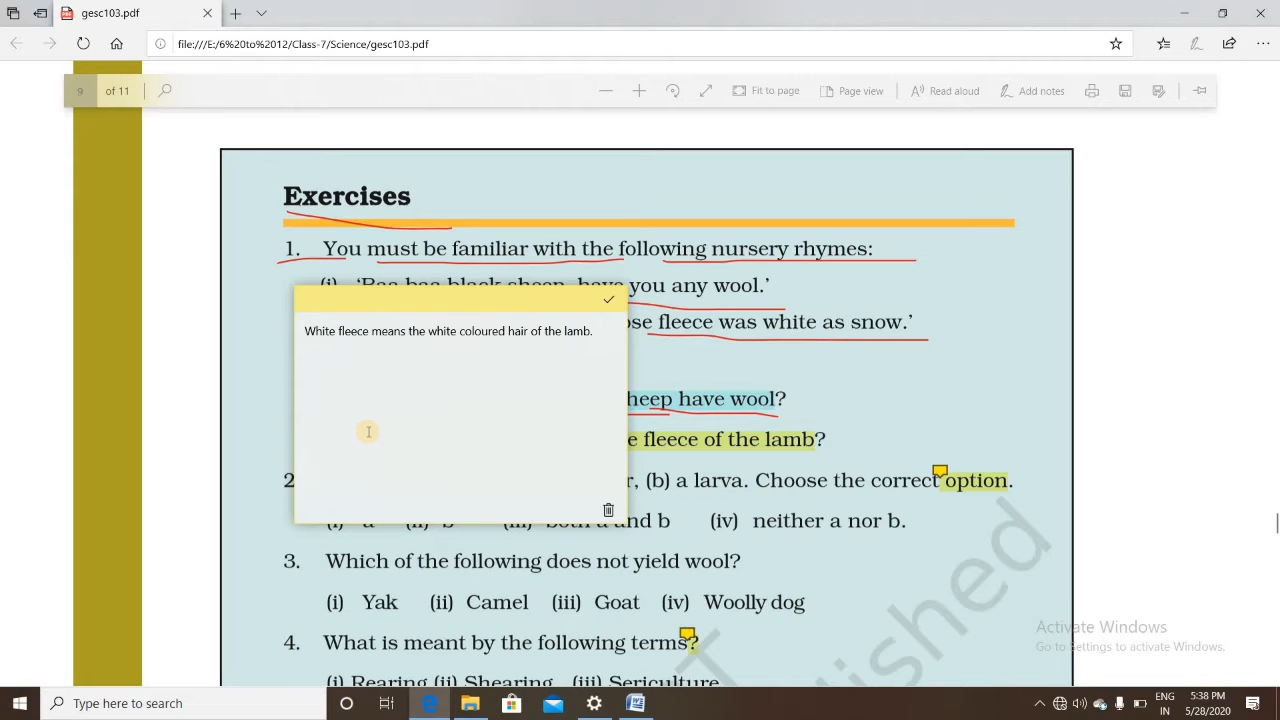 gesc103.pdf
file:///E:/6%20to%2012/Class-7/Science/gesc103.pdf
9 of 11 Fit to page Page view Read aloud Add notes
Exercises
1. You must be familiar with the following nursery rhymes:
(i) ‘Baa baa black sheep, have you any wool.’
ose fleece was white as snow.’
White fleece means the white coloured hair of the lamb.
heep have wool?
e fleece of the lamb?
2 r, (b) a larva. Choose the correct option.
(i) a (ii) b (iii) both a and b (iv) neither a nor b.
3. Which of the following does not yield wool?
(i) Yak (ii) Camel (iii) Goat (iv) Woolly dog
4. What is meant by the following terms?
(i) Rearing (ii) Shearing (iii) Sericulture
ished
Activate Windows
Go to Settings to activate Windows.
Type here to search
ENG 5:38 PM
IN 5/28/2020